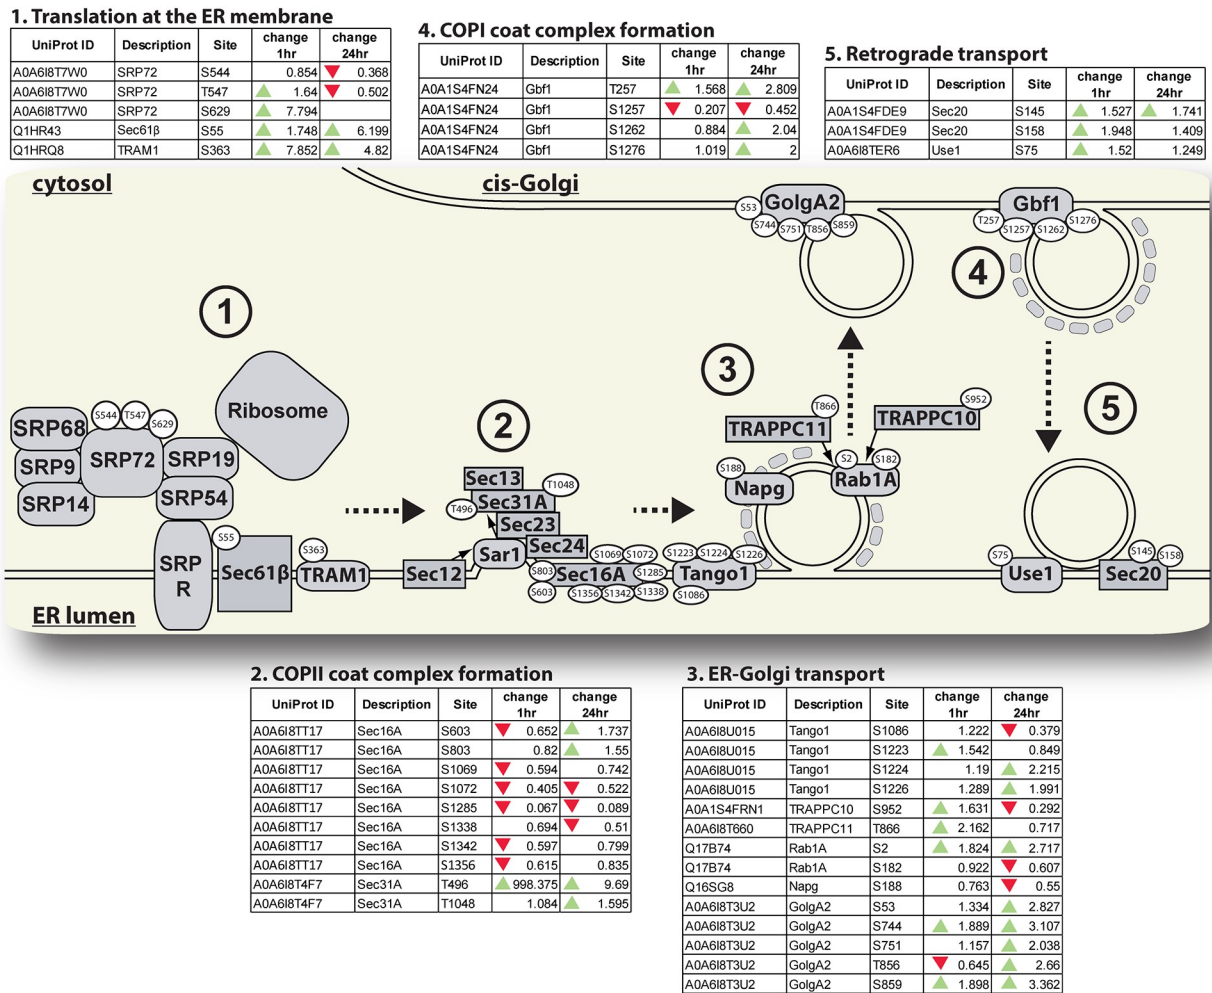 1. Translation at the ER membrane
UniProt ID Description Site change 1hr change 24hr
A0A6I8T7W0 SRP72 S544 0.854 ▼ 0.368
A0A6I8T7W0 SRP72 T547 ▲ 1.64 ▼ 0.502
A0A6I8T7W0 SRP72 S629 ▲ 7.794
Q1HR43 Sec61β S55 ▲ 1.748 ▲ 6.199
Q1HRQ8 TRAM1 S363 ▲ 7.852 ▲ 4.82
4. COPI coat complex formation
UniProt ID Description Site change 1hr change 24hr
A0A1S4FN24 Gbf1 T257 ▲ 1.568 ▲ 2.809
A0A1S4FN24 Gbf1 S1257 ▼ 0.207 ▼ 0.452
A0A1S4FN24 Gbf1 S1262 0.884 ▲ 2.04
A0A1S4FN24 Gbf1 S1276 1.019 ▲ 2
5. Retrograde transport
UniProt ID Description Site change 1hr change 24hr
A0A1S4FDE9 Sec20 S145 ▲ 1.527 ▲ 1.741
A0A1S4FDE9 Sec20 S158 ▲ 1.948 1.409
A0A6I8TER6 Use1 S75 ▲ 1.52 1.249
cytosol
cis-Golgi
S53 GolgA2
S744 S751 T856 S859
Gbf1
T257 S1257 S1262 S1276
4
1
3
Ribosome
S544 T547 S629
SRP68
SRP9 SRP72 SRP19
SRP14 SRP54
2
T866
TRAPPC11
S952
TRAPPC10
5
Sec13
T1048
Sec31A
T496
Sec23
Sec24
Sar1
S188
Napg
S2 S182
Rab1A
SRP
R
S55
Sec61β
S363
TRAM1
Sec12
S1069 S1072
S803 Sec16A S1285
S603 S1356 S1342 S1338
S1223 S1224 S1226
Tango1
S1086
S75
Use1
S145 S158
Sec20
ER lumen
2. COPII coat complex formation
UniProt ID Description Site change 1hr change 24hr
A0A6I8TT17 Sec16A S603 ▼ 0.652 ▲ 1.737
A0A6I8TT17 Sec16A S803 0.82 ▲ 1.55
A0A6I8TT17 Sec16A S1069 ▼ 0.594 0.742
A0A6I8TT17 Sec16A S1072 ▼ 0.405 ▼ 0.522
A0A6I8TT17 Sec16A S1285 ▼ 0.067 ▼ 0.089
A0A6I8TT17 Sec16A S1338 0.694 ▼ 0.51
A0A6I8TT17 Sec16A S1342 ▼ 0.597 0.799
A0A6I8TT17 Sec16A S1356 ▼ 0.615 0.835
A0A6I8T4F7 Sec31A T496 ▲ 998.375 ▲ 9.69
A0A6I8T4F7 Sec31A T1048 1.084 ▲ 1.595
3. ER-Golgi transport
UniProt ID Description Site change 1hr change 24hr
A0A6I8U015 Tango1 S1086 1.222 ▼ 0.379
A0A6I8U015 Tango1 S1223 ▲ 1.542 0.849
A0A6I8U015 Tango1 S1224 1.19 ▲ 2.215
A0A6I8U015 Tango1 S1226 1.289 ▲ 1.991
A0A1S4FRN1 TRAPPC10 S952 ▲ 1.631 ▼ 0.292
A0A6I8T660 TRAPPC11 T866 ▲ 2.162 0.717
Q17B74 Rab1A S2 ▲ 1.824 ▲ 2.717
Q17B74 Rab1A S182 0.922 ▼ 0.607
Q16SG8 Napg S188 0.763 ▼ 0.55
A0A6I8T3U2 GolgA2 S53 1.334 ▲ 2.827
A0A6I8T3U2 GolgA2 S744 ▲ 1.889 ▲ 3.107
A0A6I8T3U2 GolgA2 S751 1.157 ▲ 2.038
A0A6I8T3U2 GolgA2 T856 ▼ 0.645 ▲ 2.66
A0A6I8T3U2 GolgA2 S859 ▲ 1.898 ▲ 3.362